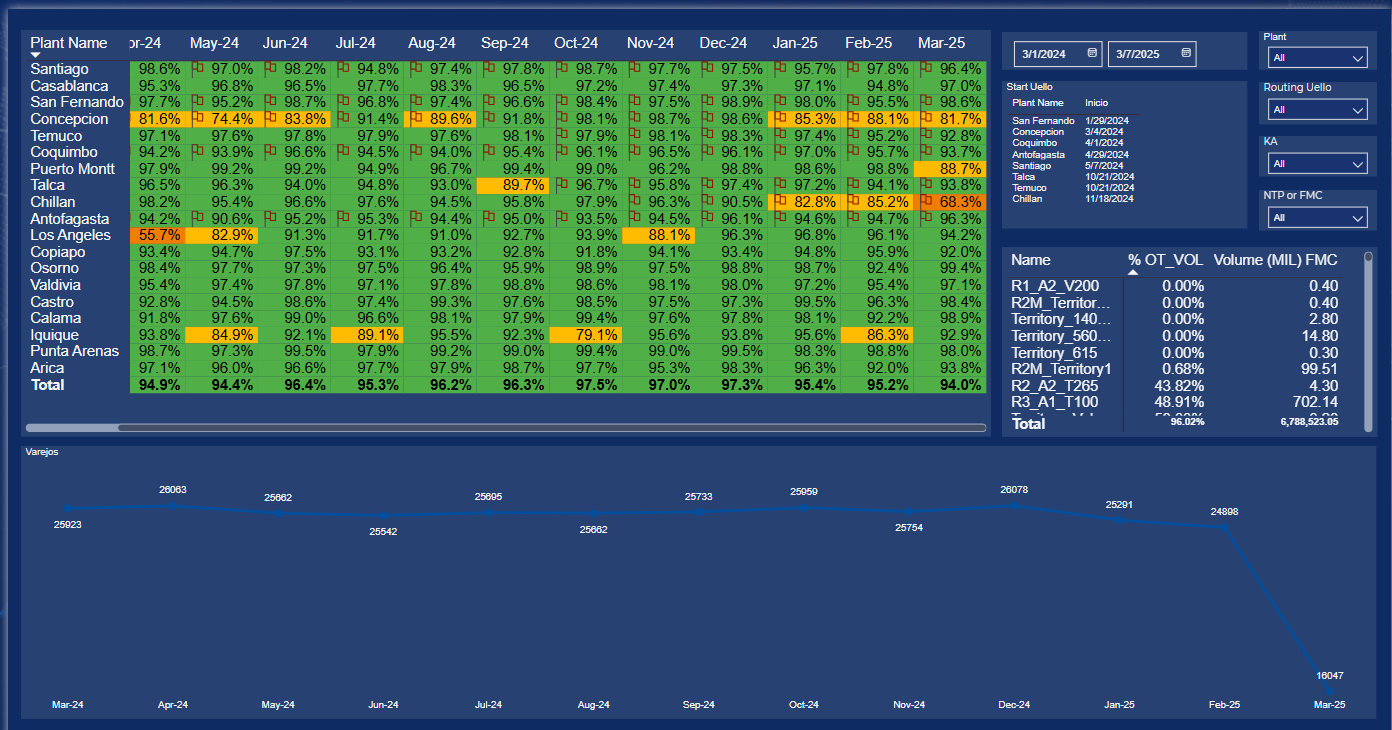 Plant Name or-24 May-24 Jun-24 Jul-24 Aug-24 Sep-24 Oct-24 Nov-24 Dec-24 Jan-25 Feb-25 Mar-25
Santiago 98.6% 97.0% 98.2% 94.8% 97.4% 97.8% 98.7% 97.7% 97.5% 95.7% 97.8% 96.4%
Casablanca 95.3% 96.8% 96.5% 97.7% 98.3% 96.5% 97.2% 97.4% 97.3% 97.1% 94.8% 97.0%
San Fernando 97.7% 95.2% 98.7% 96.8% 97.4% 96.6% 98.4% 97.5% 98.9% 98.0% 95.5% 98.6%
Concepcion 81.6% 74.4% 83.8% 91.4% 89.6% 91.8% 98.1% 98.7% 98.6% 85.3% 88.1% 81.7%
Temuco 97.1% 97.6% 97.8% 97.9% 97.6% 98.1% 97.9% 98.1% 98.3% 97.4% 95.2% 92.8%
Coquimbo 94.2% 93.9% 96.6% 94.5% 94.0% 95.4% 96.1% 96.5% 96.1% 97.0% 95.7% 93.7%
Puerto Montt 97.9% 99.2% 99.2% 94.9% 96.7% 99.4% 99.0% 96.2% 98.8% 98.6% 98.8% 88.7%
Talca 96.5% 96.3% 94.0% 94.8% 93.0% 89.7% 96.7% 95.8% 97.4% 97.2% 94.1% 93.8%
Chillan 98.2% 95.4% 96.6% 97.6% 94.5% 95.8% 97.9% 96.3% 90.5% 82.8% 85.2% 68.3%
Antofagasta 94.2% 90.6% 95.2% 95.3% 94.4% 95.0% 93.5% 94.5% 96.1% 94.6% 94.7% 96.3%
Los Angeles 55.7% 82.9% 91.3% 91.7% 91.0% 92.7% 93.9% 88.1% 96.3% 96.8% 96.1% 94.2%
Copiapo 93.4% 94.7% 97.5% 93.1% 93.2% 92.8% 91.8% 94.1% 93.4% 94.8% 95.9% 92.0%
Osorno 98.4% 97.7% 97.3% 97.5% 96.4% 95.9% 98.9% 97.5% 98.8% 98.7% 92.4% 99.4%
Valdivia 95.4% 97.4% 97.8% 97.1% 97.8% 98.8% 98.6% 98.1% 98.0% 97.2% 95.4% 97.1%
Castro 92.8% 94.5% 98.6% 97.4% 99.3% 97.6% 98.5% 97.5% 97.3% 99.5% 96.3% 98.4%
Calama 91.8% 97.6% 99.0% 96.6% 98.1% 97.9% 99.4% 97.6% 97.8% 98.1% 92.2% 98.9%
Iquique 93.8% 84.9% 92.1% 89.1% 95.5% 92.3% 79.1% 95.6% 93.8% 95.6% 86.3% 92.9%
Punta Arenas 98.7% 97.3% 99.5% 97.9% 99.2% 99.0% 99.4% 99.0% 99.5% 98.3% 98.8% 98.0%
Arica 97.1% 96.0% 96.6% 97.7% 97.9% 98.7% 97.7% 95.3% 98.3% 96.3% 92.0% 93.8%
Total 94.9% 94.4% 96.4% 95.3% 96.2% 96.3% 97.5% 97.0% 97.3% 95.4% 95.2% 94.0%
3/1/2024 3/7/2025
Start Uello
Plant Name Inicio
San Fernando 1/29/2024
Concepcion 3/4/2024
Coquimbo 4/1/2024
Antofagasta 4/29/2024
Santiago 5/7/2024
Talca 10/21/2024
Temuco 10/21/2024
Chillan 11/18/2024
Plant
All
Routing Uello
All
KA
All
NTP or FMC
All
Name % OT_VOL Volume (MIL) FMC
R1_A2_V200 0.00% 0.40
R2M_Territor... 0.00% 0.40
Territory_140... 0.00% 2.80
Territory_560... 0.00% 14.80
Territory_615 0.00% 0.30
R2M_Territory1 0.68% 99.51
R2_A2_T265 43.82% 4.30
R3_A1_T100 48.91% 702.14
Total 96.02% 6,788,523.05
Varejos
25923 26063 25662 25542 25695 25662 25733 25959 25754 26078 25291 24898 16047
Mar-24 Apr-24 May-24 Jun-24 Jul-24 Aug-24 Sep-24 Oct-24 Nov-24 Dec-24 Jan-25 Feb-25 Mar-25